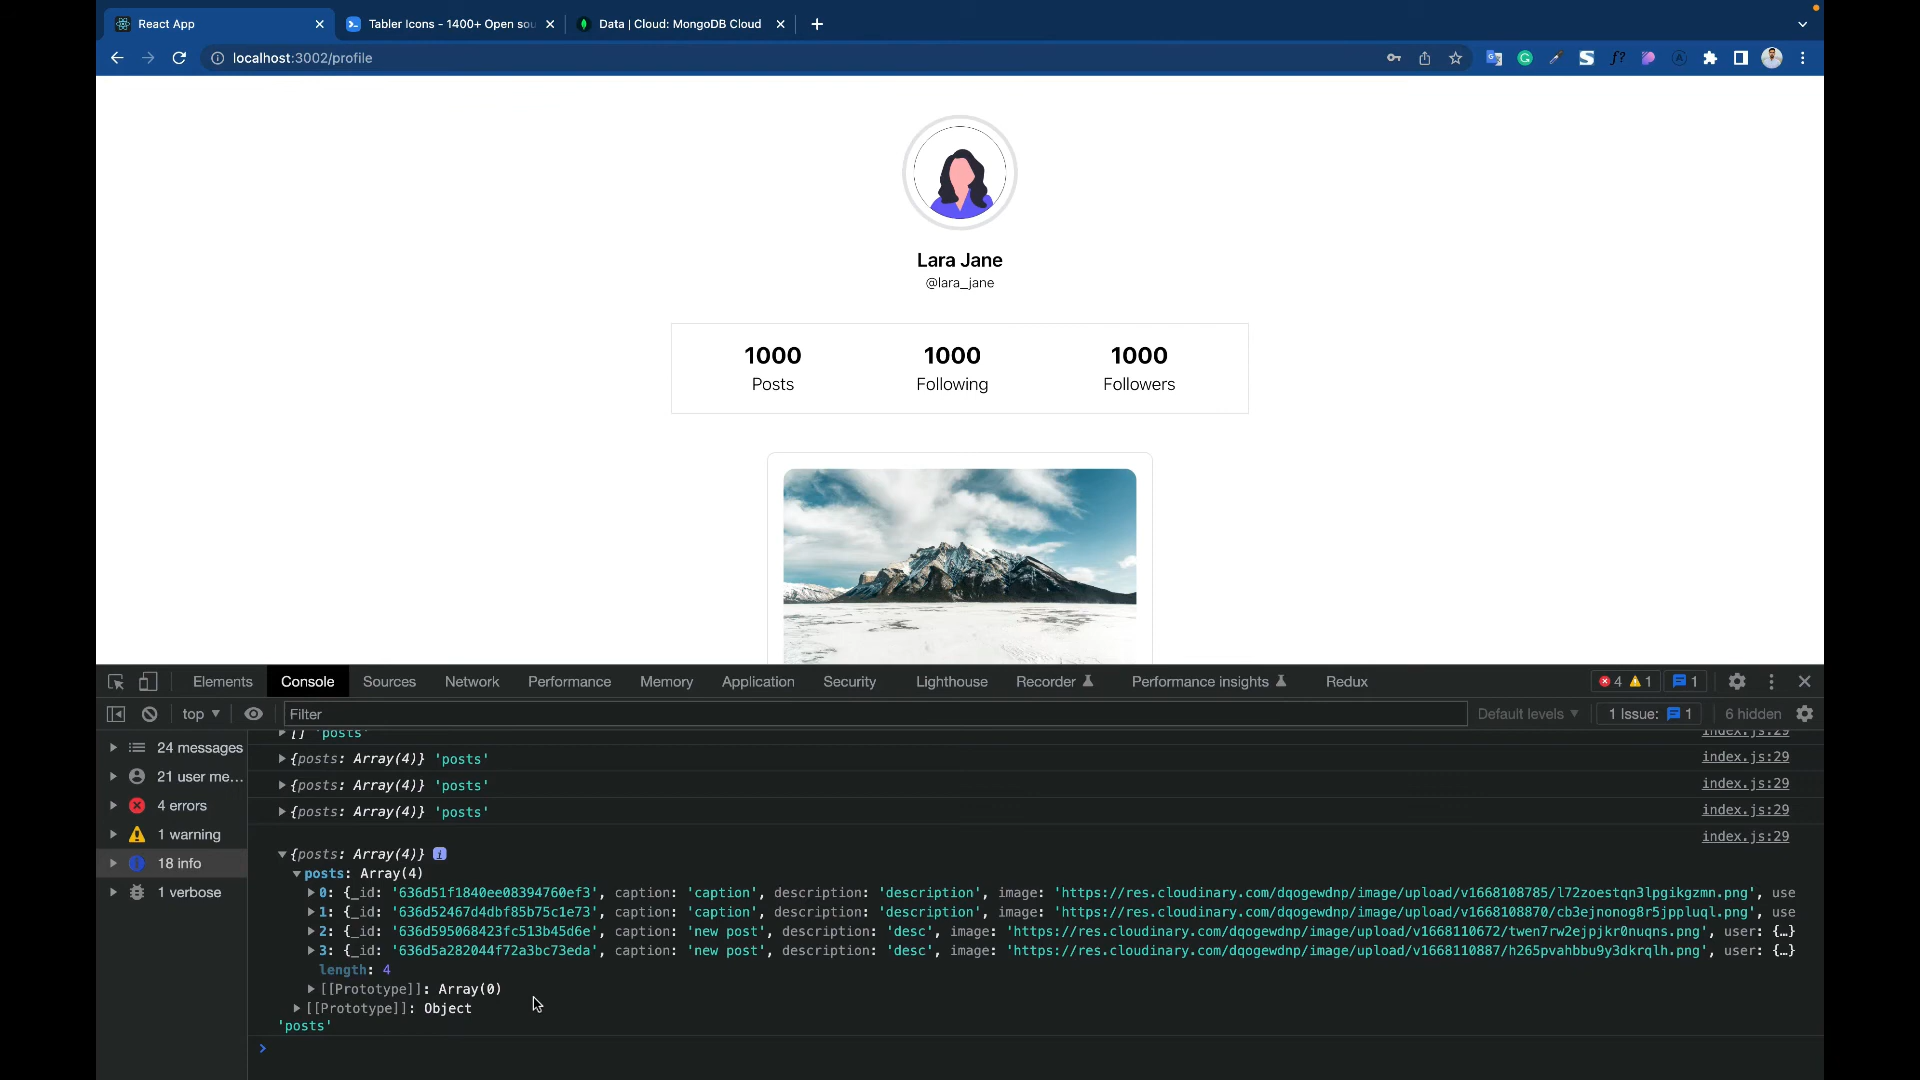 React App
Tabler Icons - 1400+ Open sou
Data | Cloud: MongoDB Cloud
localhost:3002/profile
Lara Jane
@lara_jane
1000 1000 1000
Posts Following Followers
Elements Console Sources Network Performance Memory Application Security Lighthouse Recorder Performance insights Redux 4 1 1
top Filter Default levels 1 Issue: 1 6 hidden
[] 'posts' index.js:29
24 messages
{posts: Array(4)} 'posts' index.js:29
21 user me…
{posts: Array(4)} 'posts' index.js:29
4 errors
{posts: Array(4)} 'posts' index.js:29
1 warning
index.js:29
{posts: Array(4)} i
18 info
posts: Array(4)
1 verbose
0: {_id: '636d51f1840ee08394760ef3', caption: 'caption', description: 'description', image: 'https://res.cloudinary.com/dqogewdnp/image/upload/v1668108785/l72zoestqn3lpgikgzmn.png', use
1: {_id: '636d52467d4dbf85b75c1e73', caption: 'caption', description: 'description', image: 'https://res.cloudinary.com/dqogewdnp/image/upload/v1668108870/cb3ejnonog8r5jppluql.png', use
2: {_id: '636d595068423fc513b45d6e', caption: 'new post', description: 'desc', image: 'https://res.cloudinary.com/dqogewdnp/image/upload/v1668110672/twen7rw2ejpjkr0nuqns.png', user: {…}
3: {_id: '636d5a282044f72a3bc73eda', caption: 'new post', description: 'desc', image: 'https://res.cloudinary.com/dqogewdnp/image/upload/v1668110887/h265pvahbbu9y3dkrqlh.png', user: {…}
length: 4
[[Prototype]]: Array(0)
[[Prototype]]: Object
'posts'